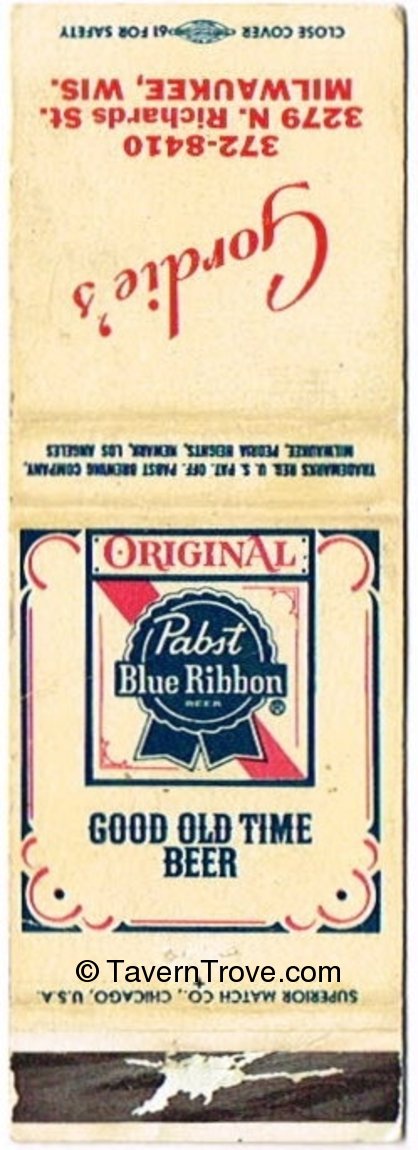 CLOSE COVER 61 FOR SAFETY
Gordie's
372-8410
3279 N. Richards St.
MILWAUKEE, WIS.
TRADEMARKS REG. U. S. PAT. OFF. PABST BREWING COMPANY,
MILWAUKEE, PEORIA HEIGHTS, NEWARK, LOS ANGELES
ORIGINAL
Pabst
Blue Ribbon
BEER
®
GOOD OLD TIME
BEER
© TavernTrove.com
SUPERIOR MATCH CO., CHICAGO, U.S.A.